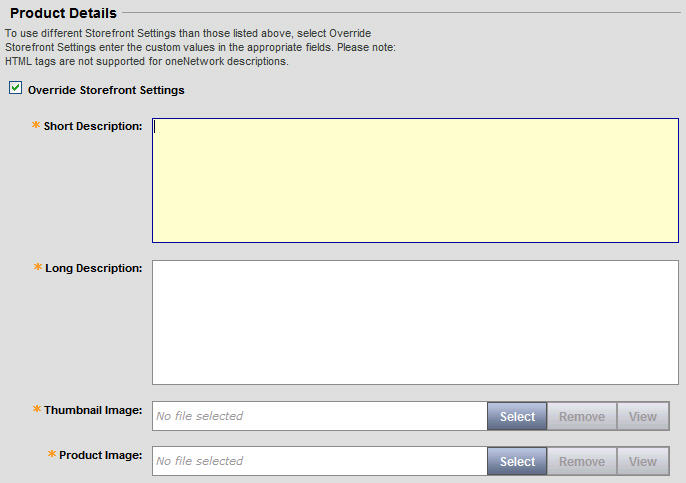 Product Details
To use different Storefront Settings than those listed above, select Override
Storefront Settings enter the custom values in the appropriate fields. Please note:
HTML tags are not supported for oneNetwork descriptions.
Override Storefront Settings
* Short Description:
* Long Description:
* Thumbnail Image: No file selected Select Remove View
* Product Image: No file selected Select Remove View